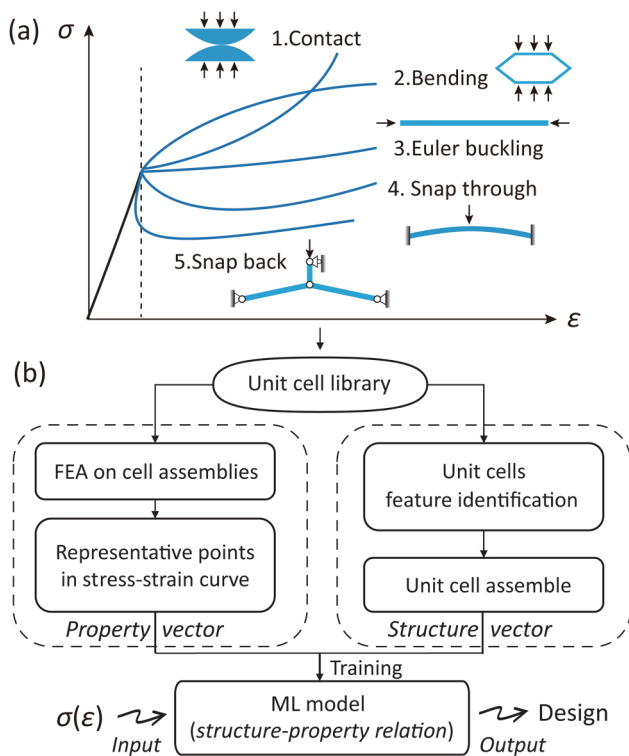 (a)
σ
1.Contact
2.Bending
3.Euler buckling
4. Snap through
5.Snap back
ε
(b)
Unit cell library
FEA on cell assemblies
Representative points
in stress-strain curve
Property vector
Unit cells
feature identification
Unit cell assemble
Structure vector
Training
σ(ε)
Input
ML model
(structure-property relation)
Output
Design